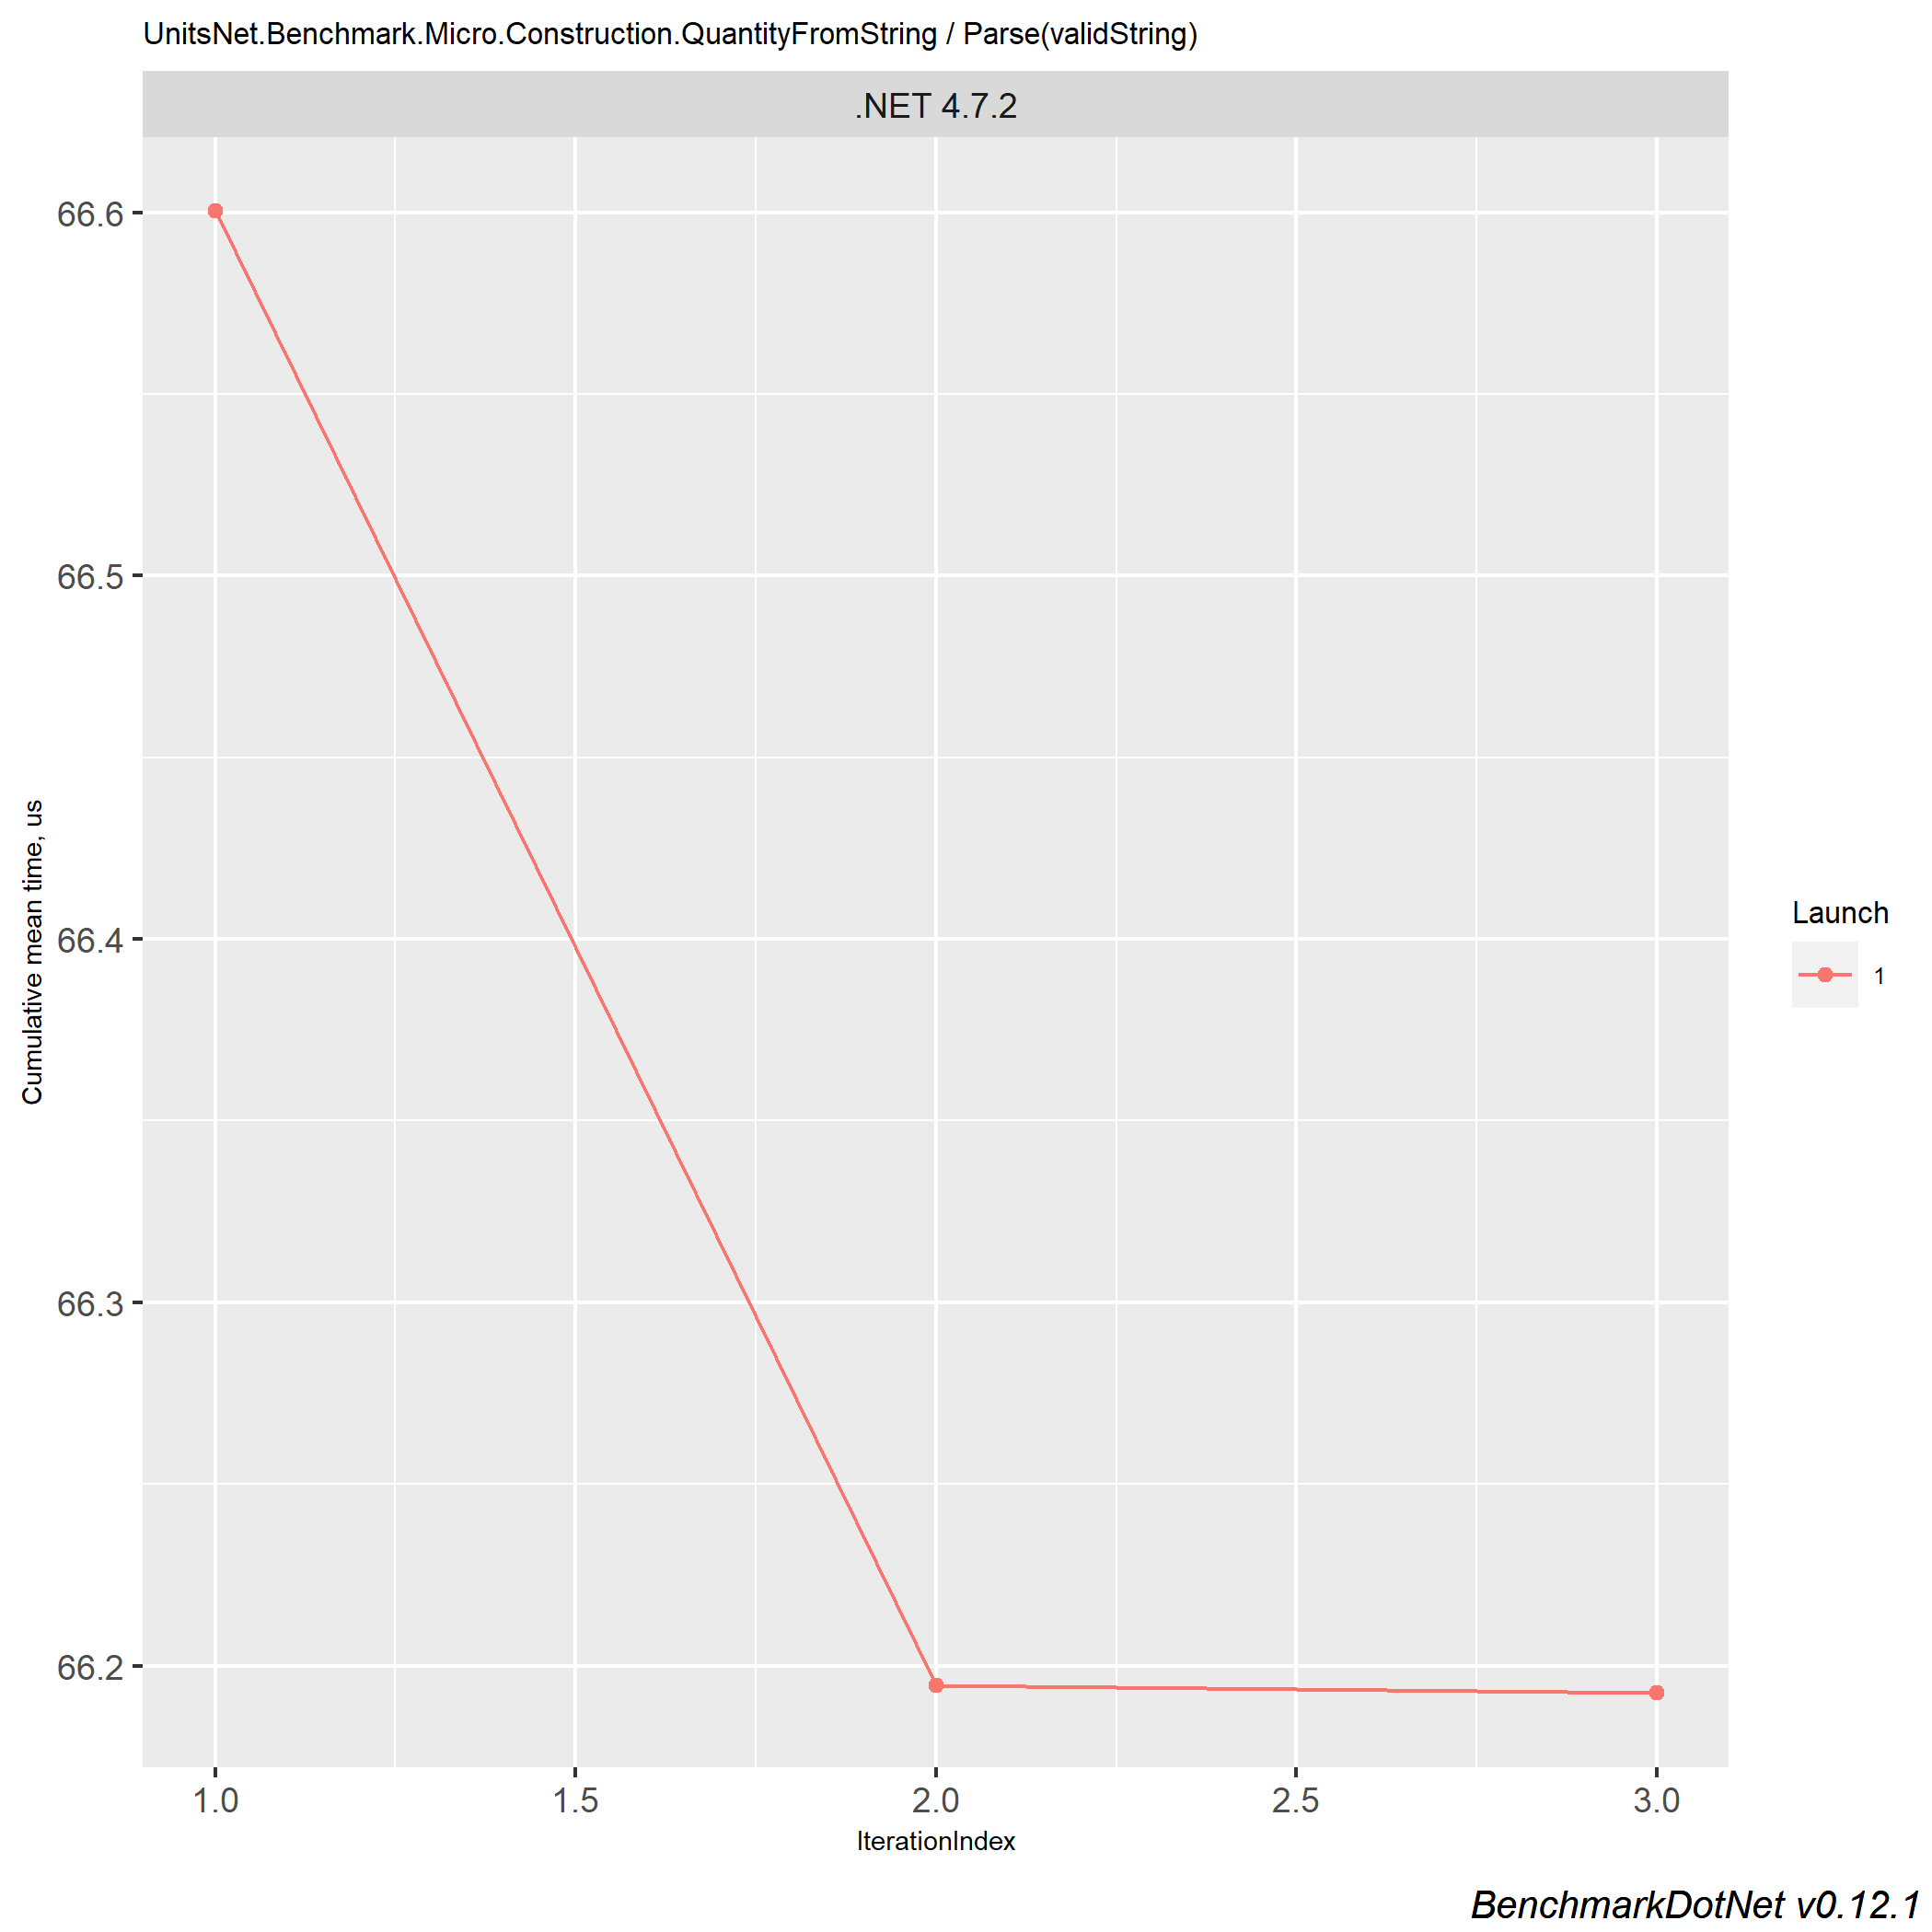 UnitsNet.Benchmark.Micro.Construction.QuantityFromString / Parse(validString)
.NET 4.7.2
66.6
66.5
66.4
66.3
66.2
Cumulative mean time, us
1.0 1.5 2.0 2.5 3.0
IterationIndex
Launch
1
BenchmarkDotNet v0.12.1